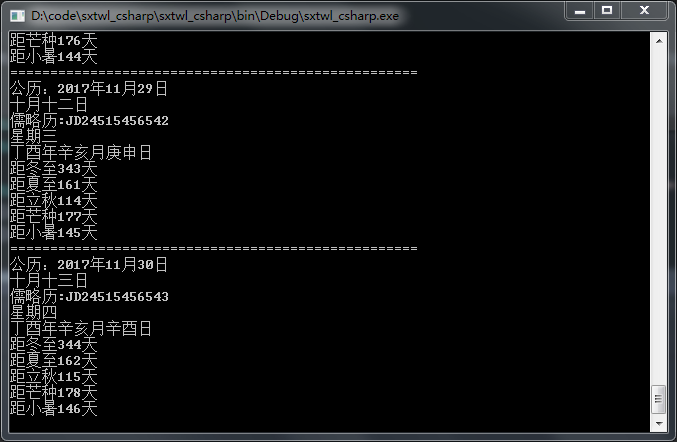 D:\code\sxtwl_csharp\sxtwl_csharp\bin\Debug\sxtwl_csharp.exe
距芒种176天
距小暑144天
===================================================
公历：2017年11月29日
十月十二日
儒略历:JD24515456542
星期三
丁酉年辛亥月庚申日
距冬至343天
距夏至161天
距立秋114天
距芒种177天
距小暑145天
===================================================
公历：2017年11月30日
十月十三日
儒略历:JD24515456543
星期四
丁酉年辛亥月辛酉日
距冬至344天
距夏至162天
距立秋115天
距芒种178天
距小暑146天